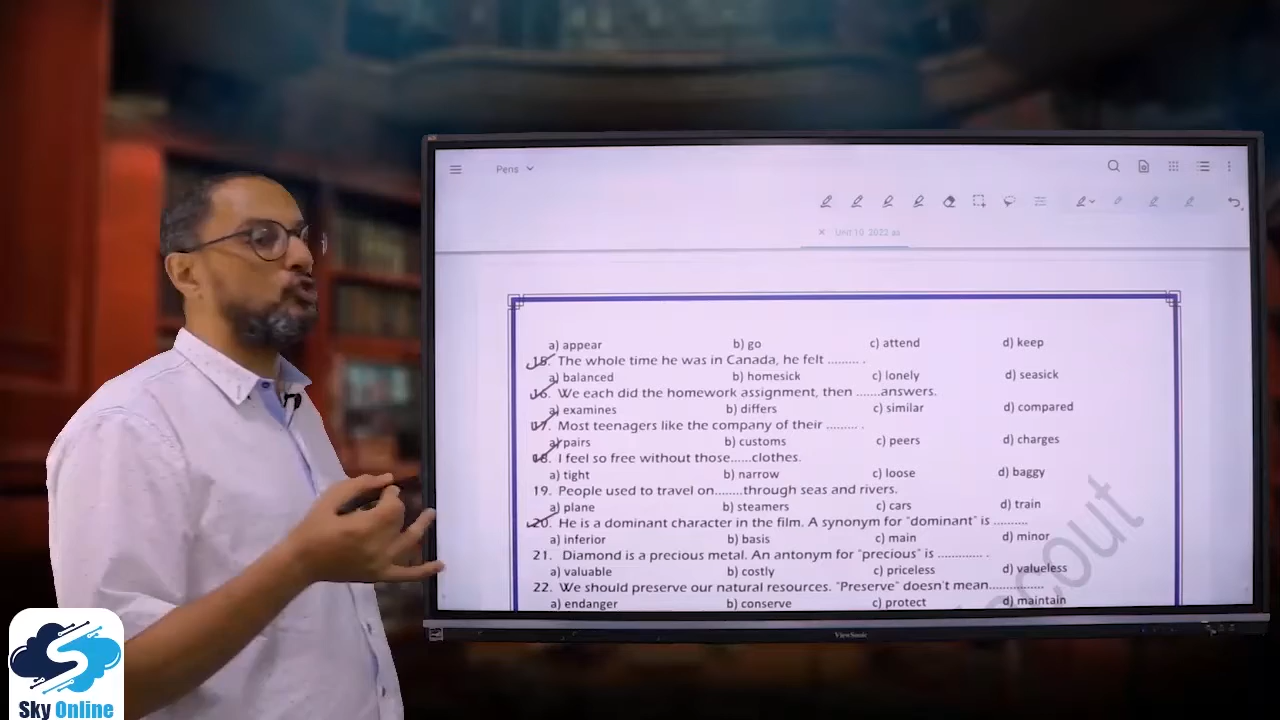 Pens
Unit 10 2022 as
a) appear b) go c) attend d) keep
15. The whole time he was in Canada, he felt ......... .
a) balanced b) homesick c) lonely d) seasick
16. We each did the homework assignment, then .......answers.
a) examines b) differs c) similar d) compared
17. Most teenagers like the company of their ......... .
a) pairs b) customs c) peers d) charges
18. I feel so free without those......clothes.
a) tight b) narrow c) loose d) baggy
19. People used to travel on........through seas and rivers.
a) plane b) steamers c) cars d) train
20. He is a dominant character in the film. A synonym for "dominant" is ..........
a) inferior b) basis c) main d) minor
21. Diamond is a precious metal. An antonym for "precious" is ............. .
a) valuable b) costly c) priceless d) valueless
22. We should preserve our natural resources. "Preserve" doesn't mean................
a) endanger b) conserve c) protect d) maintain
ViewSonic
S
Sky Online